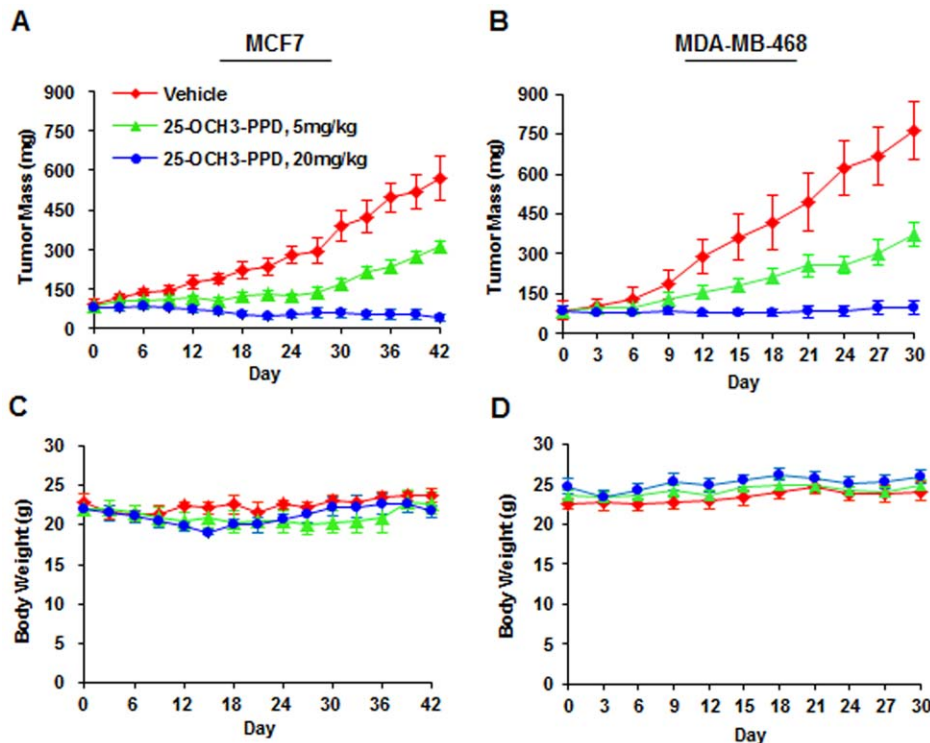 A
MCF7
Tumor Mass (mg)
900
750
600
450
300
150
0
Vehicle
25-OCH3-PPD, 5mg/kg
25-OCH3-PPD, 20mg/kg
0 6 12 18 24 30 36 42
Day
B
MDA-MB-468
Tumor Mass (mg)
900
750
600
450
300
150
0
0 3 6 9 12 15 18 21 24 27 30
Day
C
Body Weight (g)
30
25
20
15
10
5
0
0 6 12 18 24 30 36 42
Day
D
Body Weight (g)
30
25
20
15
10
5
0
0 3 6 9 12 15 18 21 24 27 30
Day